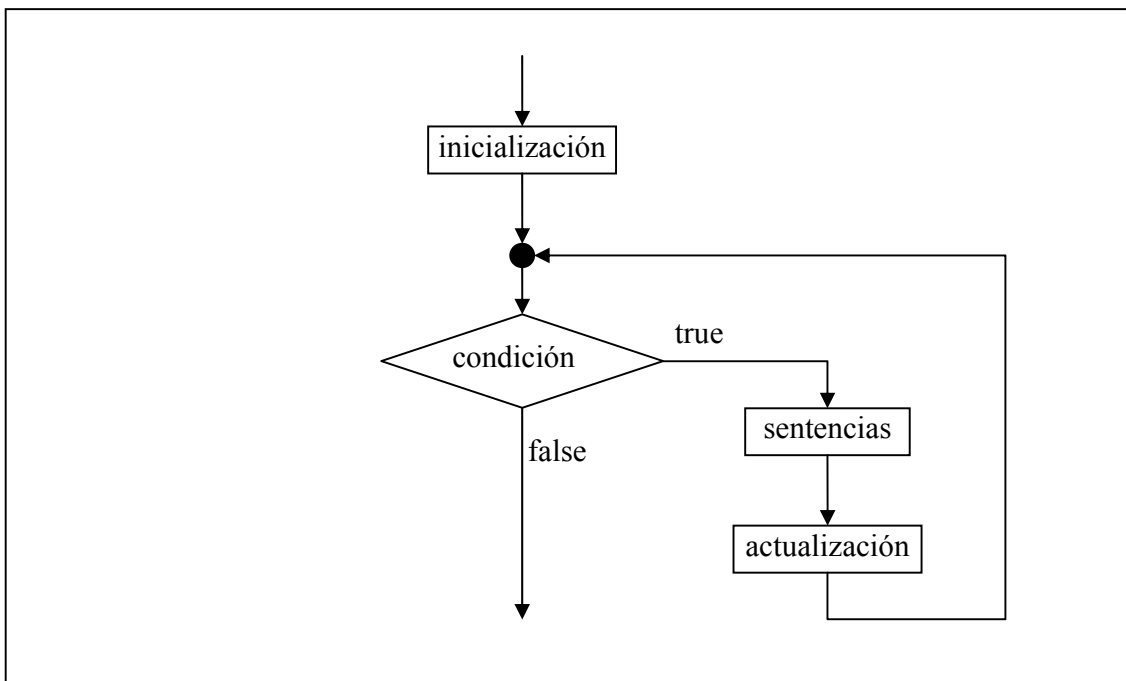 inicialización
true
condición
sentencias
false
actualización